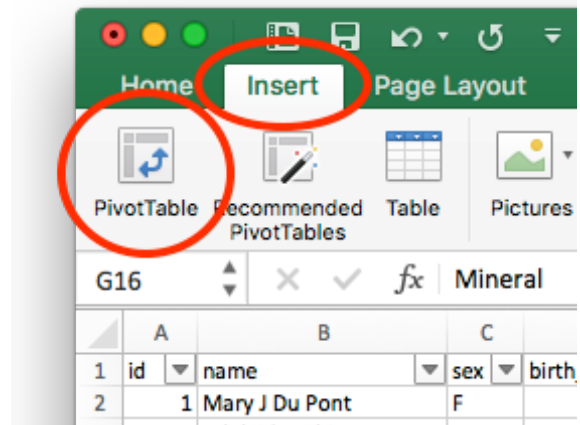 Home Insert Page Layout
PivotTable Recommended PivotTables Table Pictures
G16 fx Mineral
A B C
1 id name sex birth_
2 1 Mary J Du Pont F